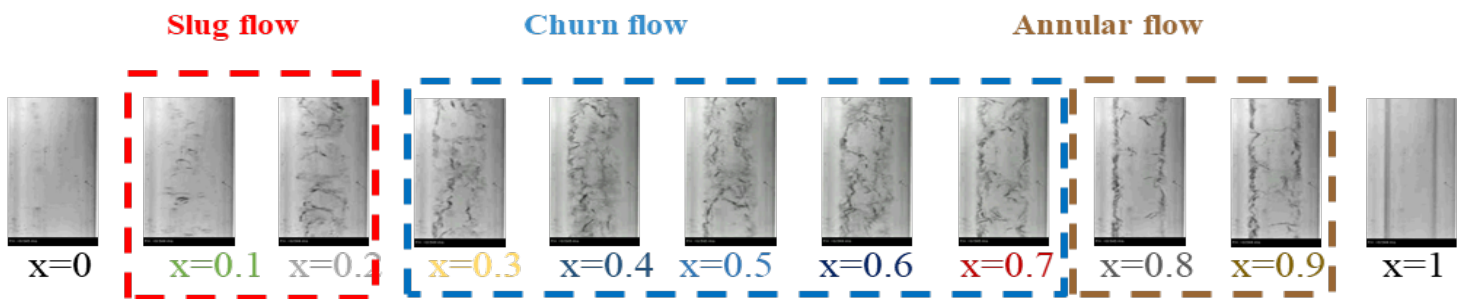 Slug flow
Churn flow
Annular flow
x=0
x=0.1
x=0.2
x=0.3
x=0.4
x=0.5
x=0.6
x=0.7
x=0.8
x=0.9
x=1